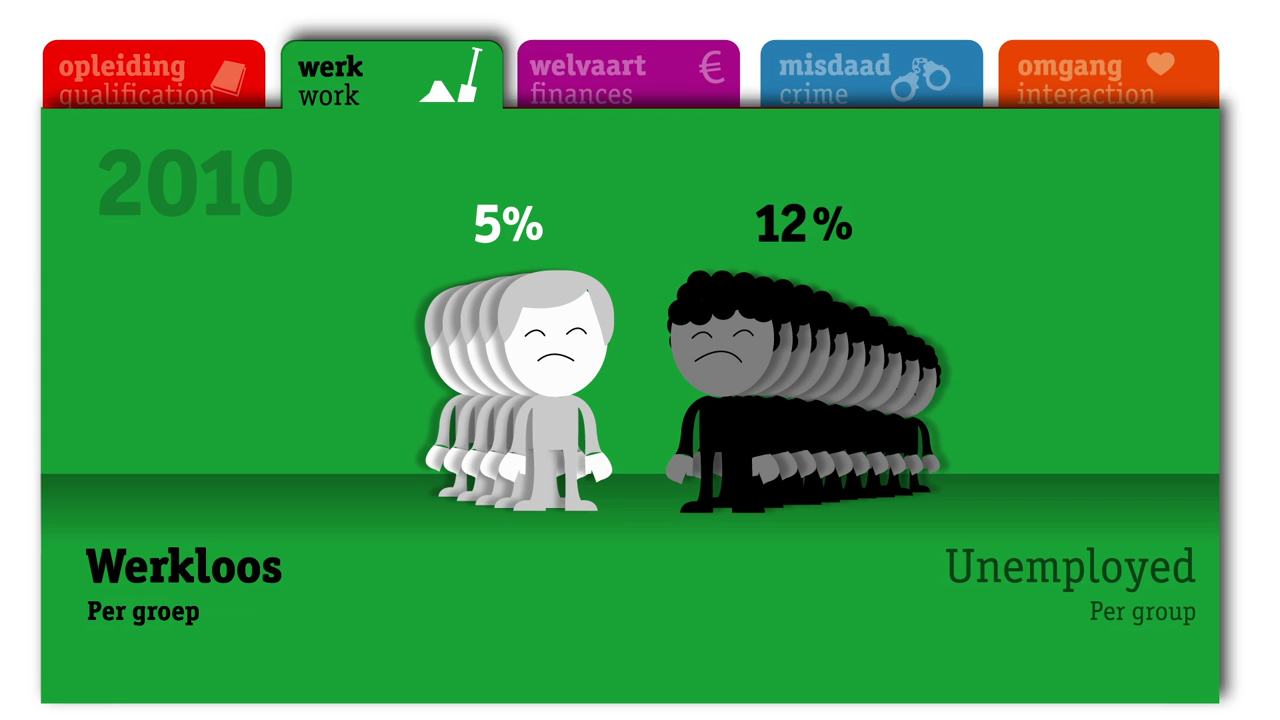 opleiding
qualification
werk
work
welvaart
€
finances
misdaad
crime
omgang
interaction
2010
5%
12%
Werkloos
Per groep
Unemployed
Per group